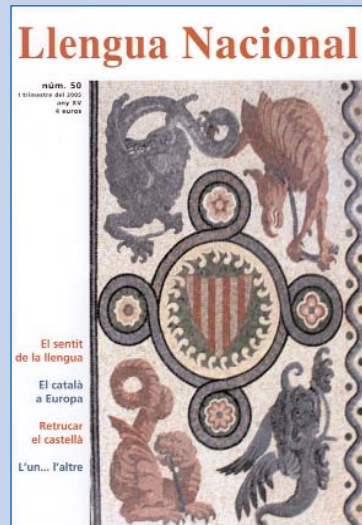 Llengua Nacional
núm. 50
I trimestre del 2005
any XV
4 euros
El sentit
de la llengua
El català
a Europa
Retrucar
el castellà
L'un... l'altre